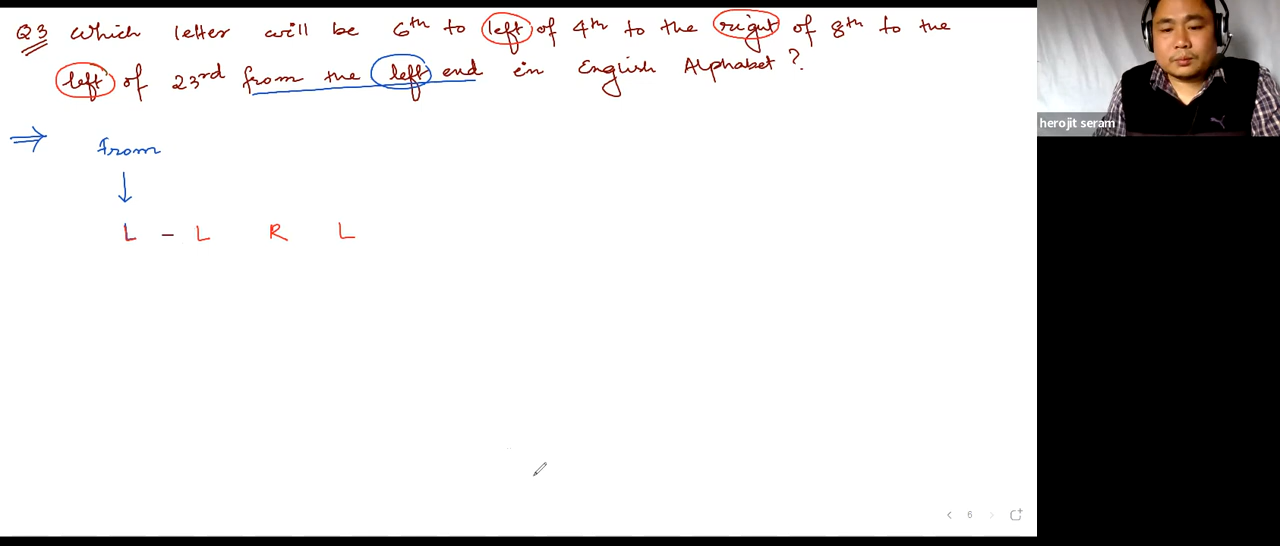 Q3 Which letter will be 6th to left of 4th to the right of 8th to the
left of 23rd from the left end in English Alphabet?
⇒ from
↓
L - L R L
herojit seram
6